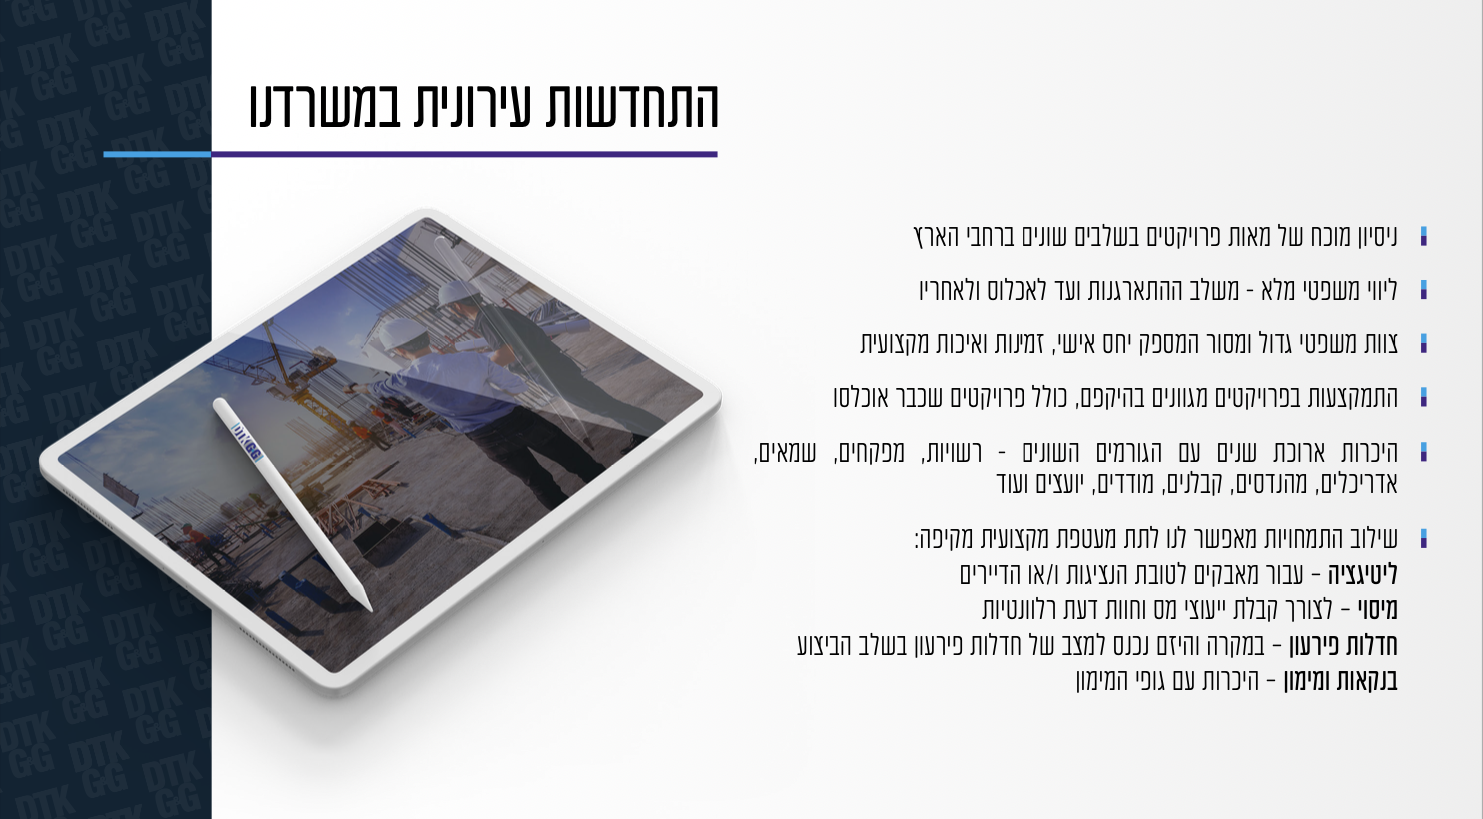 התחדשות עירונית במשרדנו
ניסיון מוכח של מאות פרויקטים בשלבים שונים ברחבי הארץ
ליווי משפטי מלא - משלב ההתארגנות ועד לאכלוס ולאחריו
צוות משפטי גדול ומסור המספק יחס אישי, זמינות ואיכות מקצועית
התמקצעות בפרויקטים מגוונים בהיקפם, כולל פרויקטים שכבר אוכלסו
היכרות ארוכת שנים עם הגורמים השונים - רשויות, מפקחים, שמאים,
אדריכלים, מהנדסים, קבלנים, מודדים, יועצים ועוד
שילוב התמחויות מאפשר לנו לתת מעטפת מקצועית מקיפה:
ליטיגציה – עבור מאבקים לטובת הנציגות ו/או הדיירים
מיסוי – לצורך קבלת ייעוצי מס וחוות דעת רלוונטיות
חדלות פירעון – במקרה והיזם נכנס למצב של חדלות פירעון בשלב הביצוע
בנקאות ומימון – היכרות עם גופי המימון
DTKGG
DTK
GG